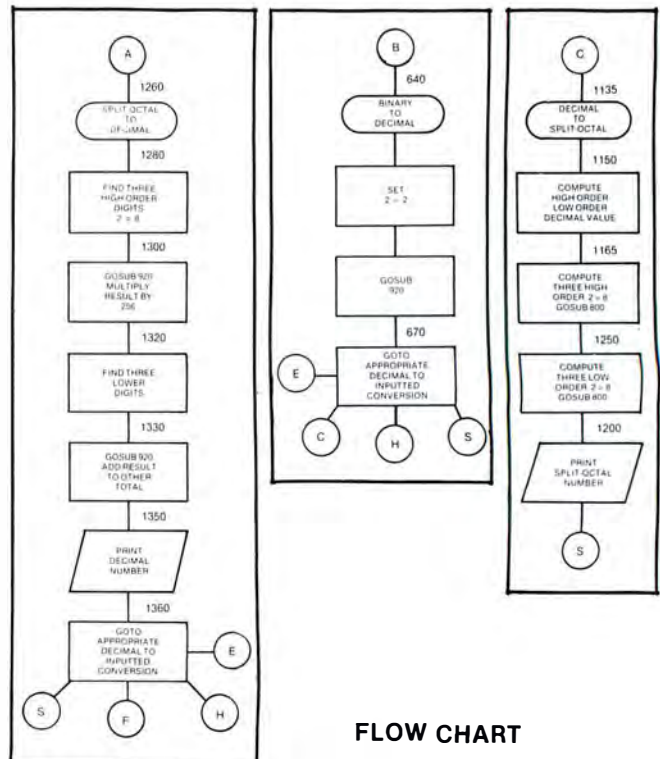 A
1260
SPLIT-OCTAL
TO
DECIMAL
1280
FIND THREE
HIGH ORDER
DIGITS
2 = 8
1300
GOSUB 920
MULTIPLY
RESULT BY
256
1320
FIND THREE
LOWER
DIGITS
1330
GOSUB 920
ADD RESULT
TO OTHER
TOTAL
1350
PRINT
DECIMAL
NUMBER
1360
GOTO
APPROPRIATE
DECIMAL TO
INPUTTED
CONVERSION
E
S
F
H
B
640
BINARY
TO
DECIMAL
SET
2 = 2
GOSUB
920
670
GOTO
APPROPRIATE
DECIMAL TO
INPUTTED
CONVERSION
E
C
H
S
C
1135
DECIMAL
TO
SPLIT-OCTAL
1150
COMPUTE
HIGH ORDER
LOW ORDER
DECIMAL VALUE
1165
COMPUTE
THREE HIGH
ORDER 2 = 8
GOSUB 800
1250
COMPUTE
THREE LOW
ORDER 2 = 8
GOSUB 800
1200
PRINT
SPLIT-OCTAL
NUMBER
S
FLOW CHART